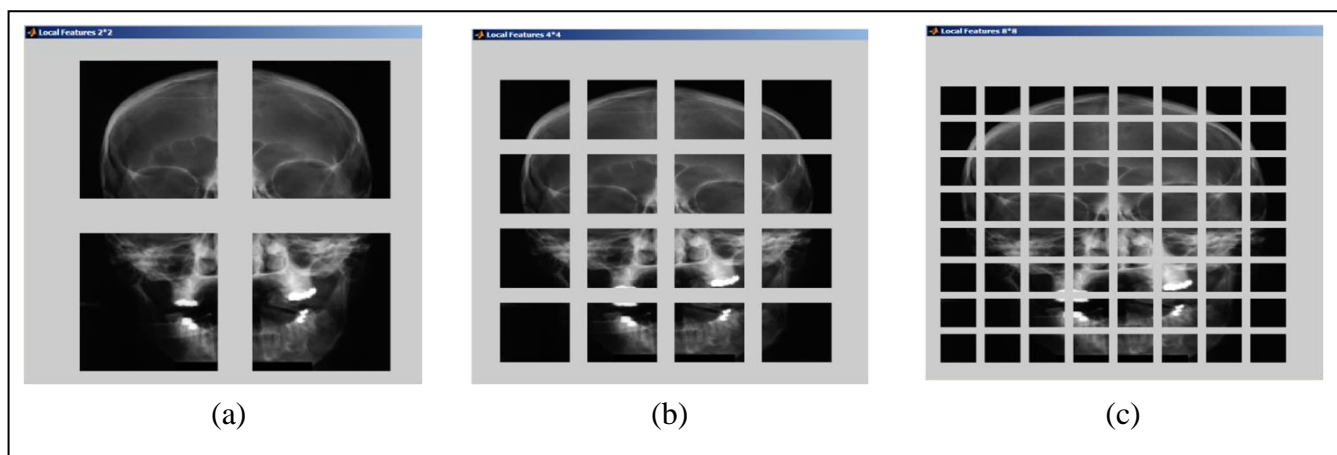 Local Features 2*2
Local Features 4*4
Local Features 8*8
(a)
(b)
(c)